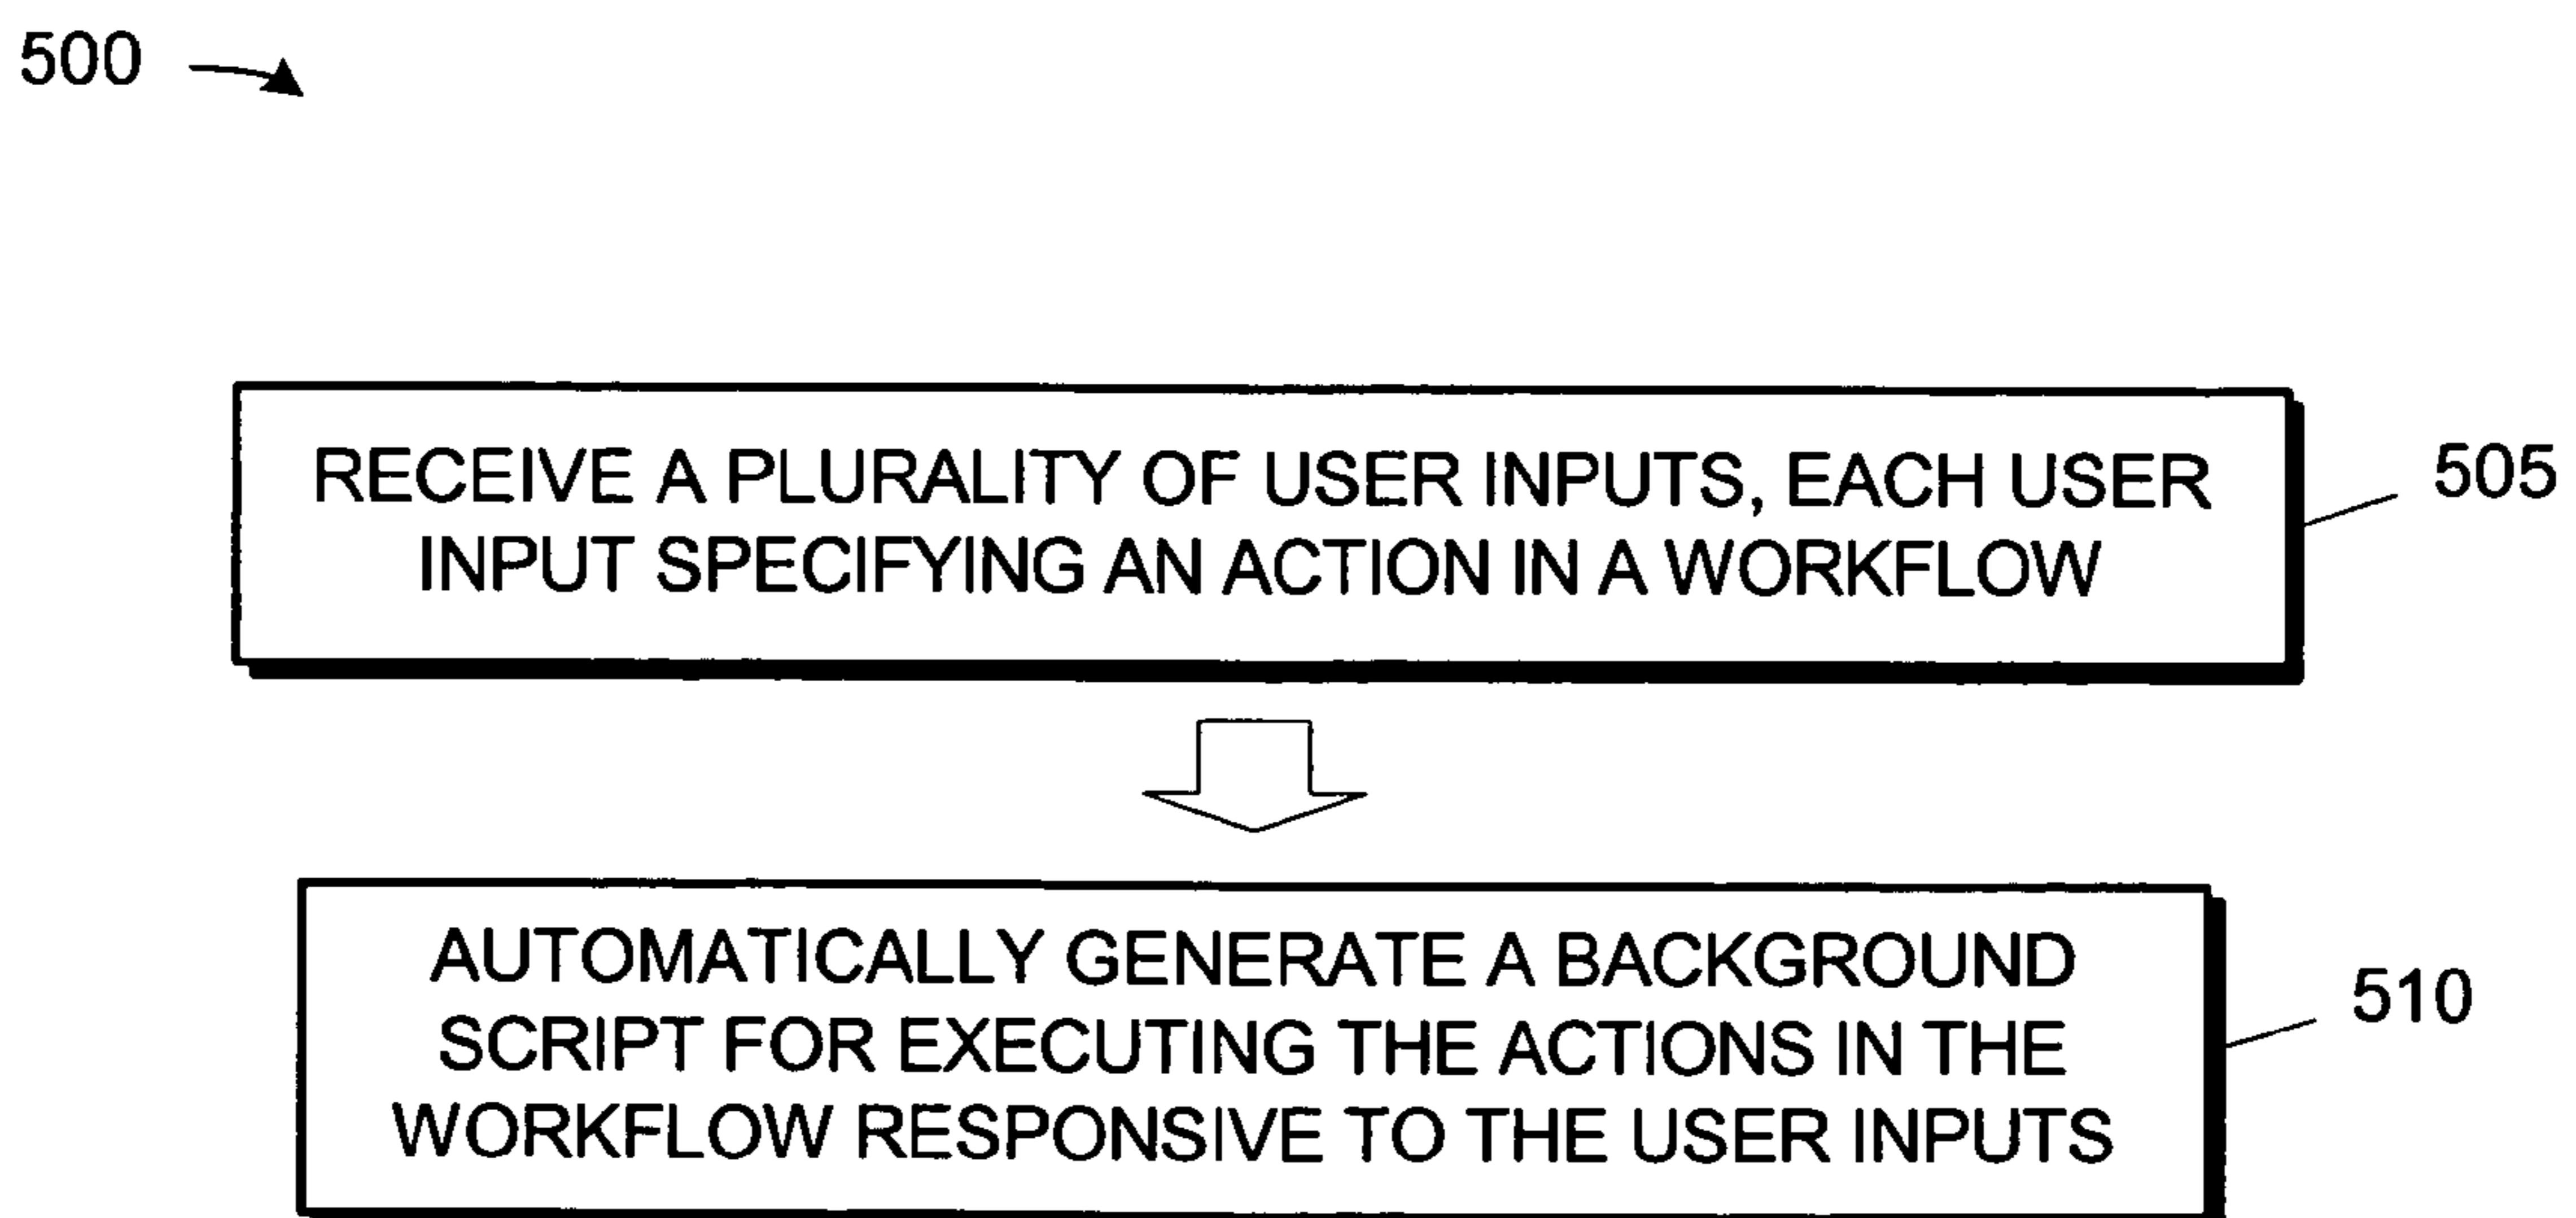 500
RECEIVE A PLURALITY OF USER INPUTS, EACH USER
INPUT SPECIFYING AN ACTION IN A WORKFLOW
505
AUTOMATICALLY GENERATE A BACKGROUND
SCRIPT FOR EXECUTING THE ACTIONS IN THE
WORKFLOW RESPONSIVE TO THE USER INPUTS
510